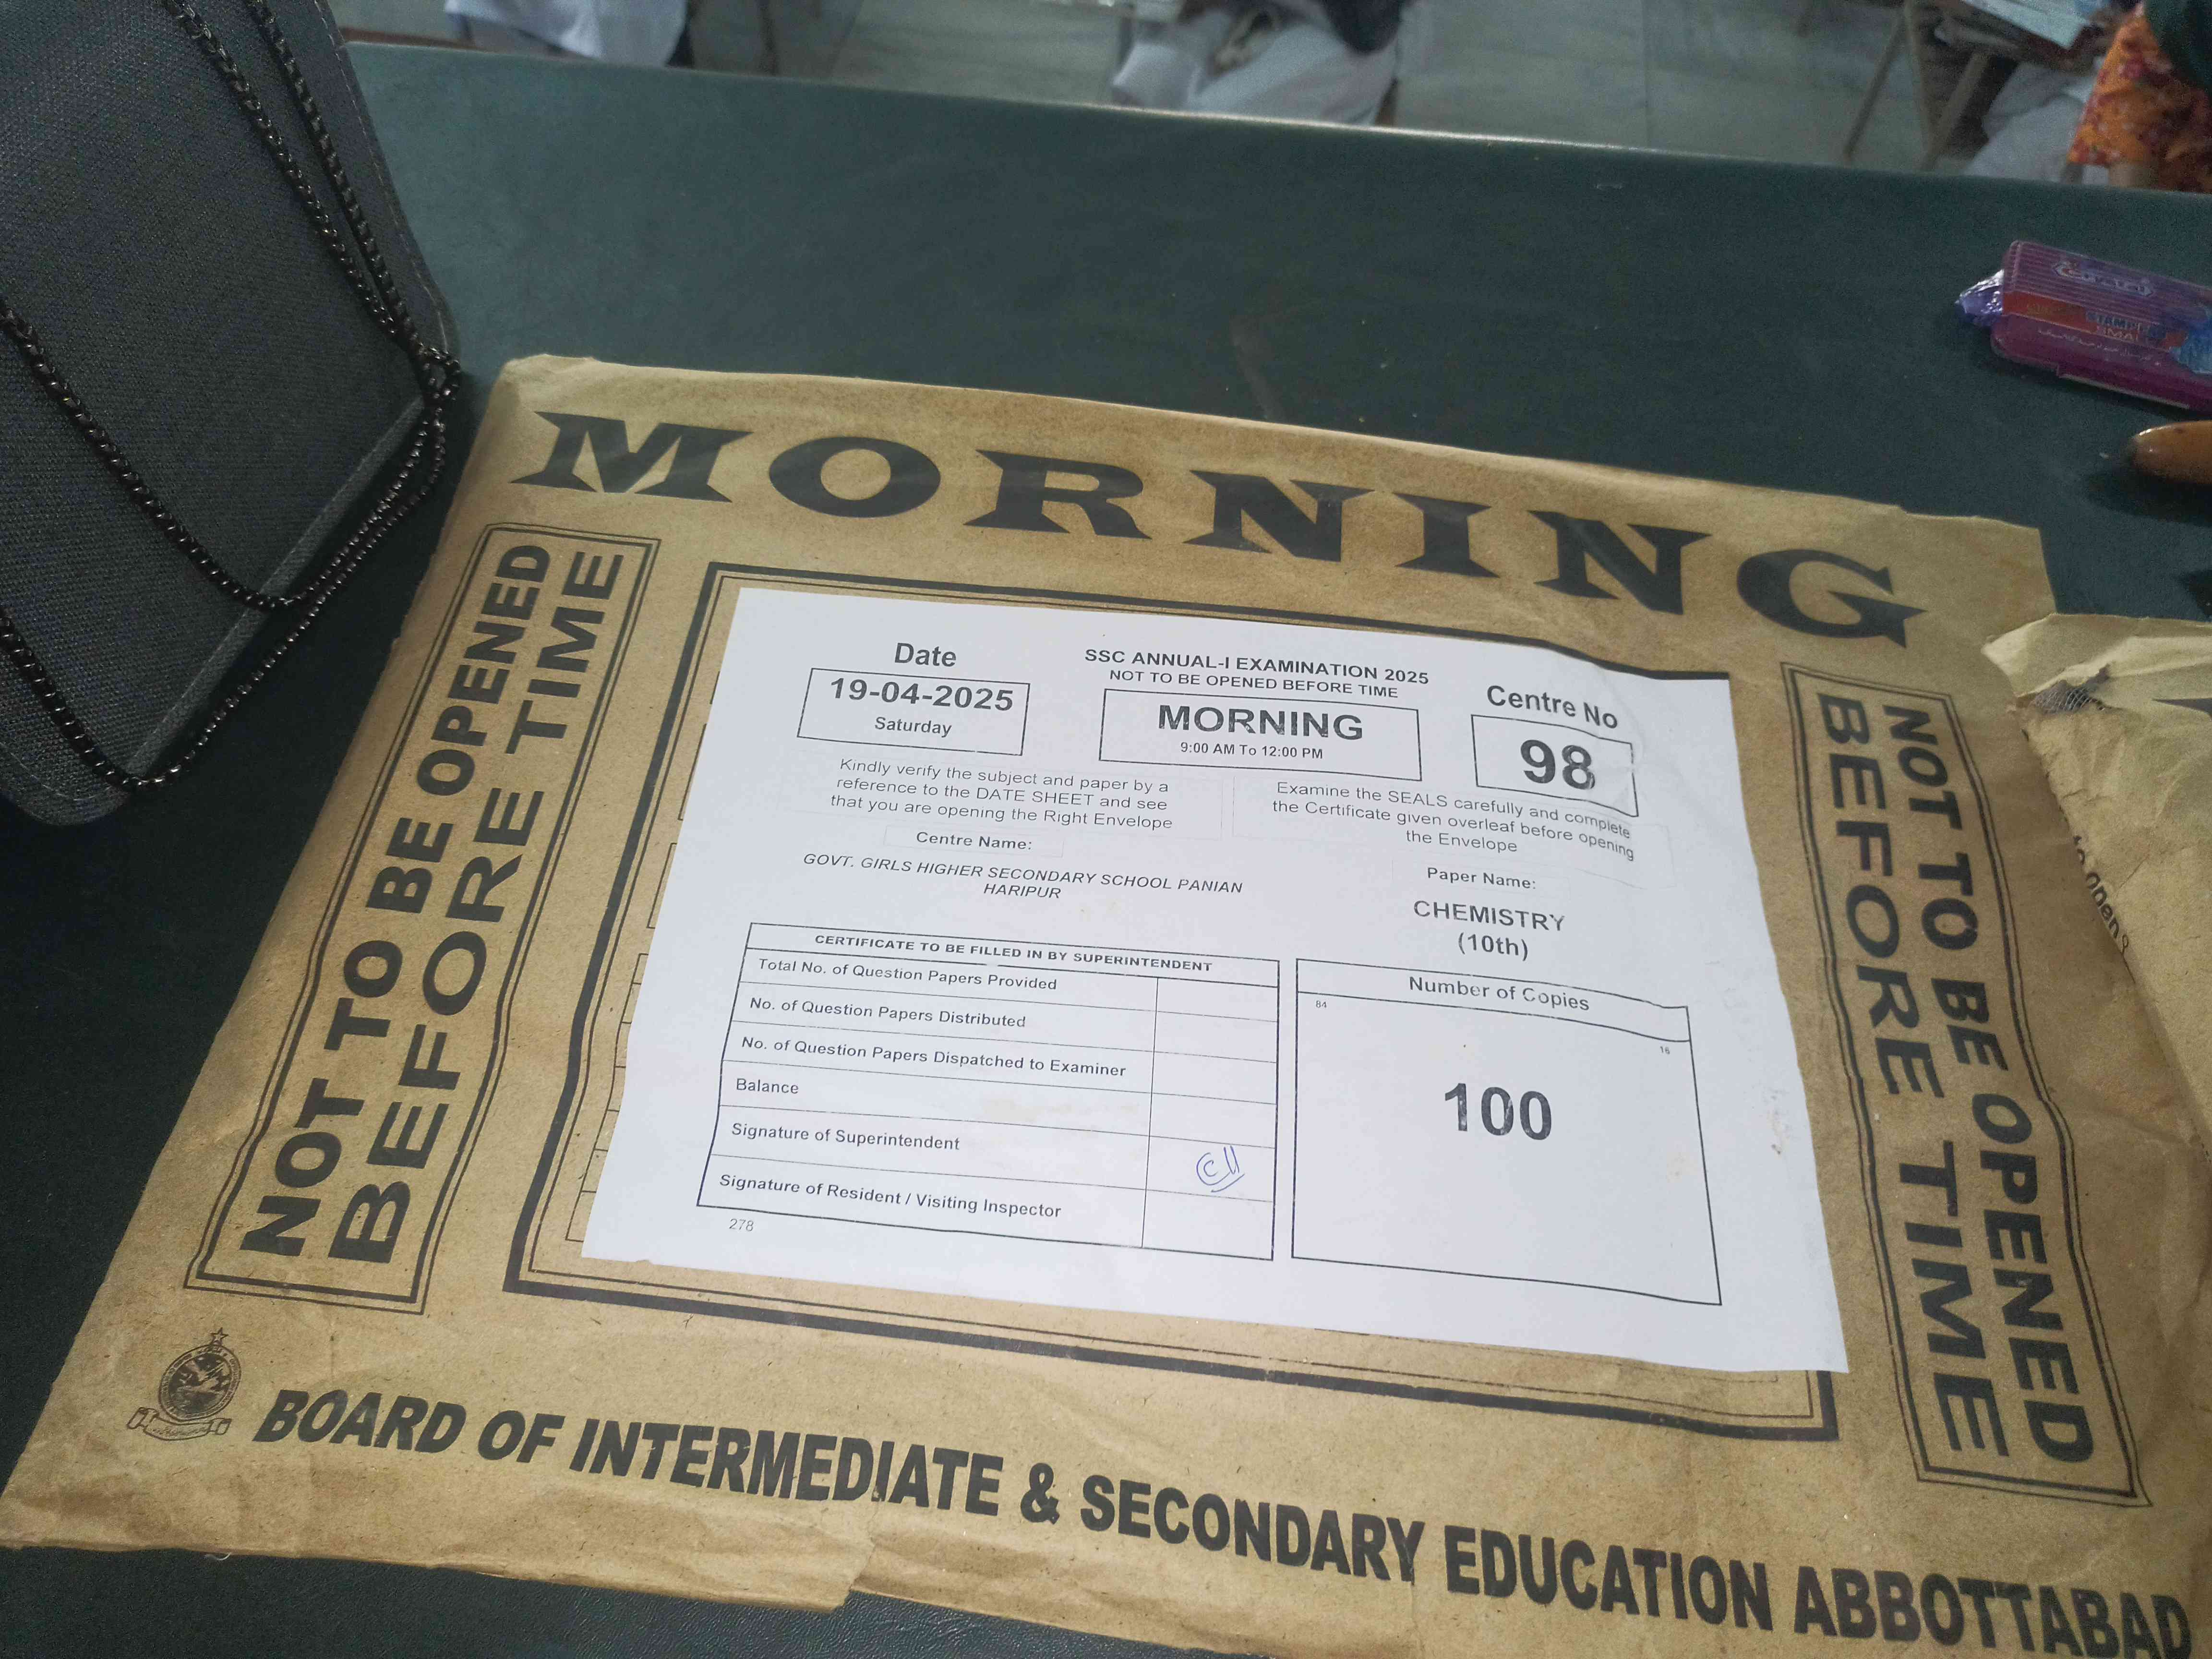 MORNING
NOT TO BE OPENED
BEFORE TIME
Date
19-04-2025
Saturday
SSC ANNUAL-I EXAMINATION 2025
NOT TO BE OPENED BEFORE TIME
MORNING
9:00 AM To 12:00 PM
Centre No
98
Kindly verify the subject and paper by a
reference to the DATE SHEET and see
that you are opening the Right Envelope
Examine the SEALS carefully and complete
the Certificate given overleaf before opening
the Envelope
Centre Name:
GOVT. GIRLS HIGHER SECONDARY SCHOOL PANIAN
HARIPUR
Paper Name:
CHEMISTRY
(10th)
CERTIFICATE TO BE FILLED IN BY SUPERINTENDENT
Total No. of Question Papers Provided
No. of Question Papers Distributed
No. of Question Papers Dispatched to Examiner
Balance
Signature of Superintendent
Signature of Resident / Visiting Inspector
278
Number of Copies
84
16
100
NOT TO BE OPENED
BEFORE TIME
BOARD OF INTERMEDIATE & SECONDARY EDUCATION ABBOTTABAD
Crystal
STAMP